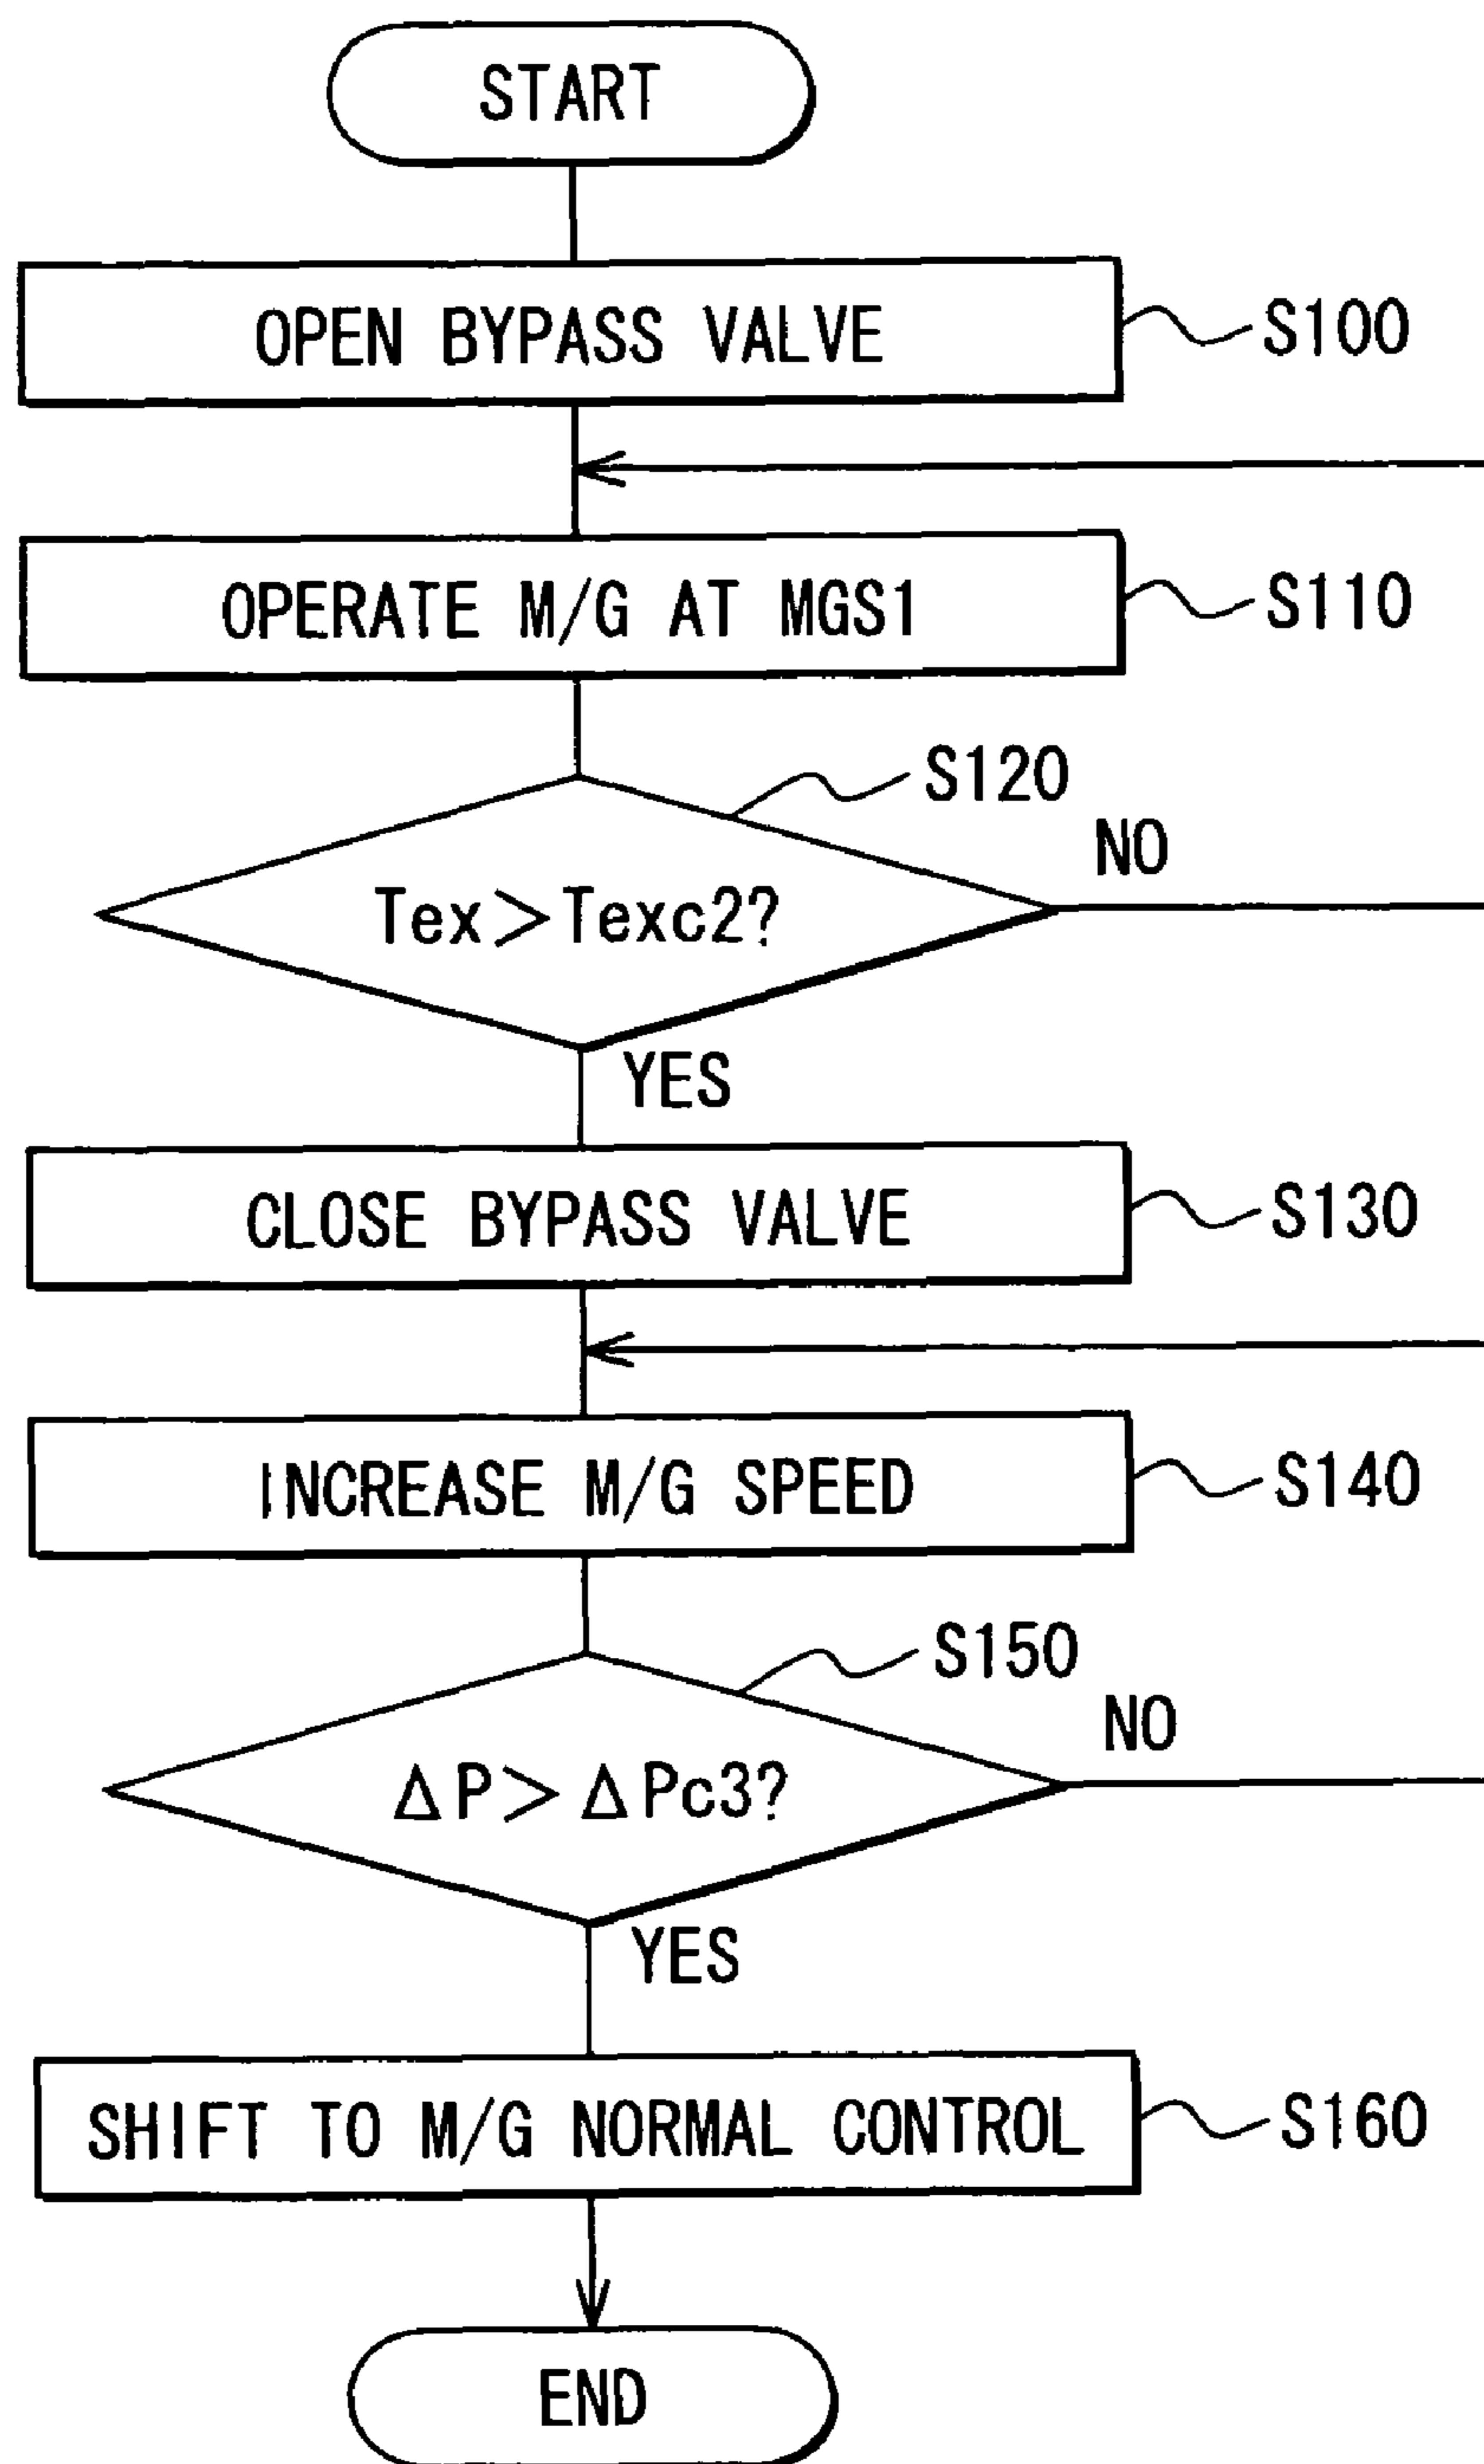 START
OPEN BYPASS VALVE
S100
OPERATE M/G AT MGS1
S110
S120
NO
Tex>Texc2?
YES
CLOSE BYPASS VALVE
S130
INCREASE M/G SPEED
S140
S150
NO
ΔP>ΔPc3?
YES
SHIFT TO M/G NORMAL CONTROL
S160
END